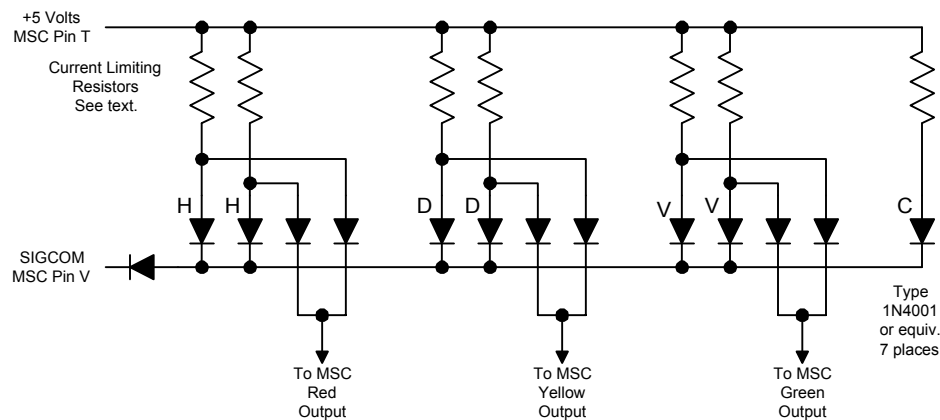 +5 Volts
MSC Pin T
Current Limiting
Resistors
See text.
H H D D V V C
SIGCOM
MSC Pin V
Type
1N4001
or equiv.
7 places
To MSC
Red
Output
To MSC
Yellow
Output
To MSC
Green
Output